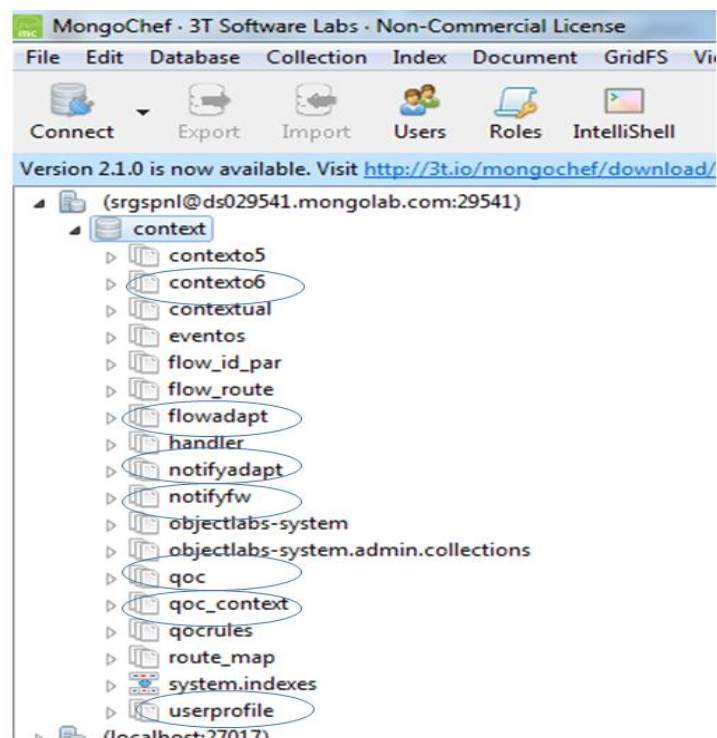 mc MongoChef - 3T Software Labs - Non-Commercial License
File Edit Database Collection Index Document GridFS Vi
Connect Export Import Users Roles IntelliShell
Version 2.1.0 is now available. Visit http://3t.io/mongochef/download/
(srgspnl@ds029541.mongolab.com:29541)
context
contexto5
contexto6
contextual
eventos
flow_id_par
flow_route
flowadapt
handler
notifyadapt
notifyfw
objectlabs-system
objectlabs-system.admin.collections
qoc
qoc_context
qocrules
route_map
system.indexes
userprofile
(localhost:27017)